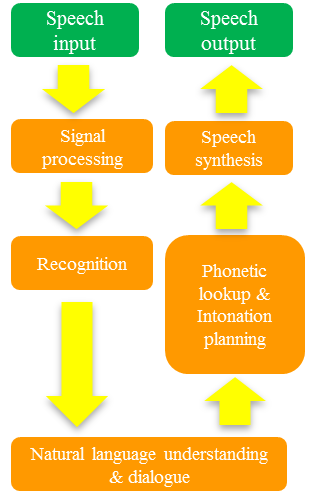 Speech
input
Signal
processing
Recognition
Natural language understanding
& dialogue
Phonetic
lookup &
Intonation
planning
Speech
synthesis
Speech
output